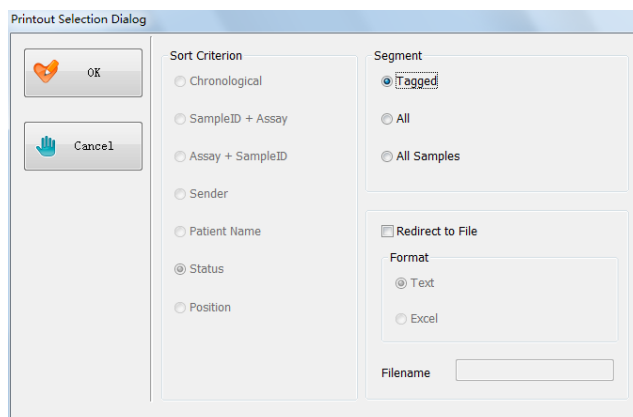 Printout Selection Dialog
OK
Cancel
Sort Criterion
Chronological
SampleID + Assay
Assay + SampleID
Sender
Patient Name
Status
Position
Segment
Tagged
All
All Samples
Redirect to File
Format
Text
Excel
Filename